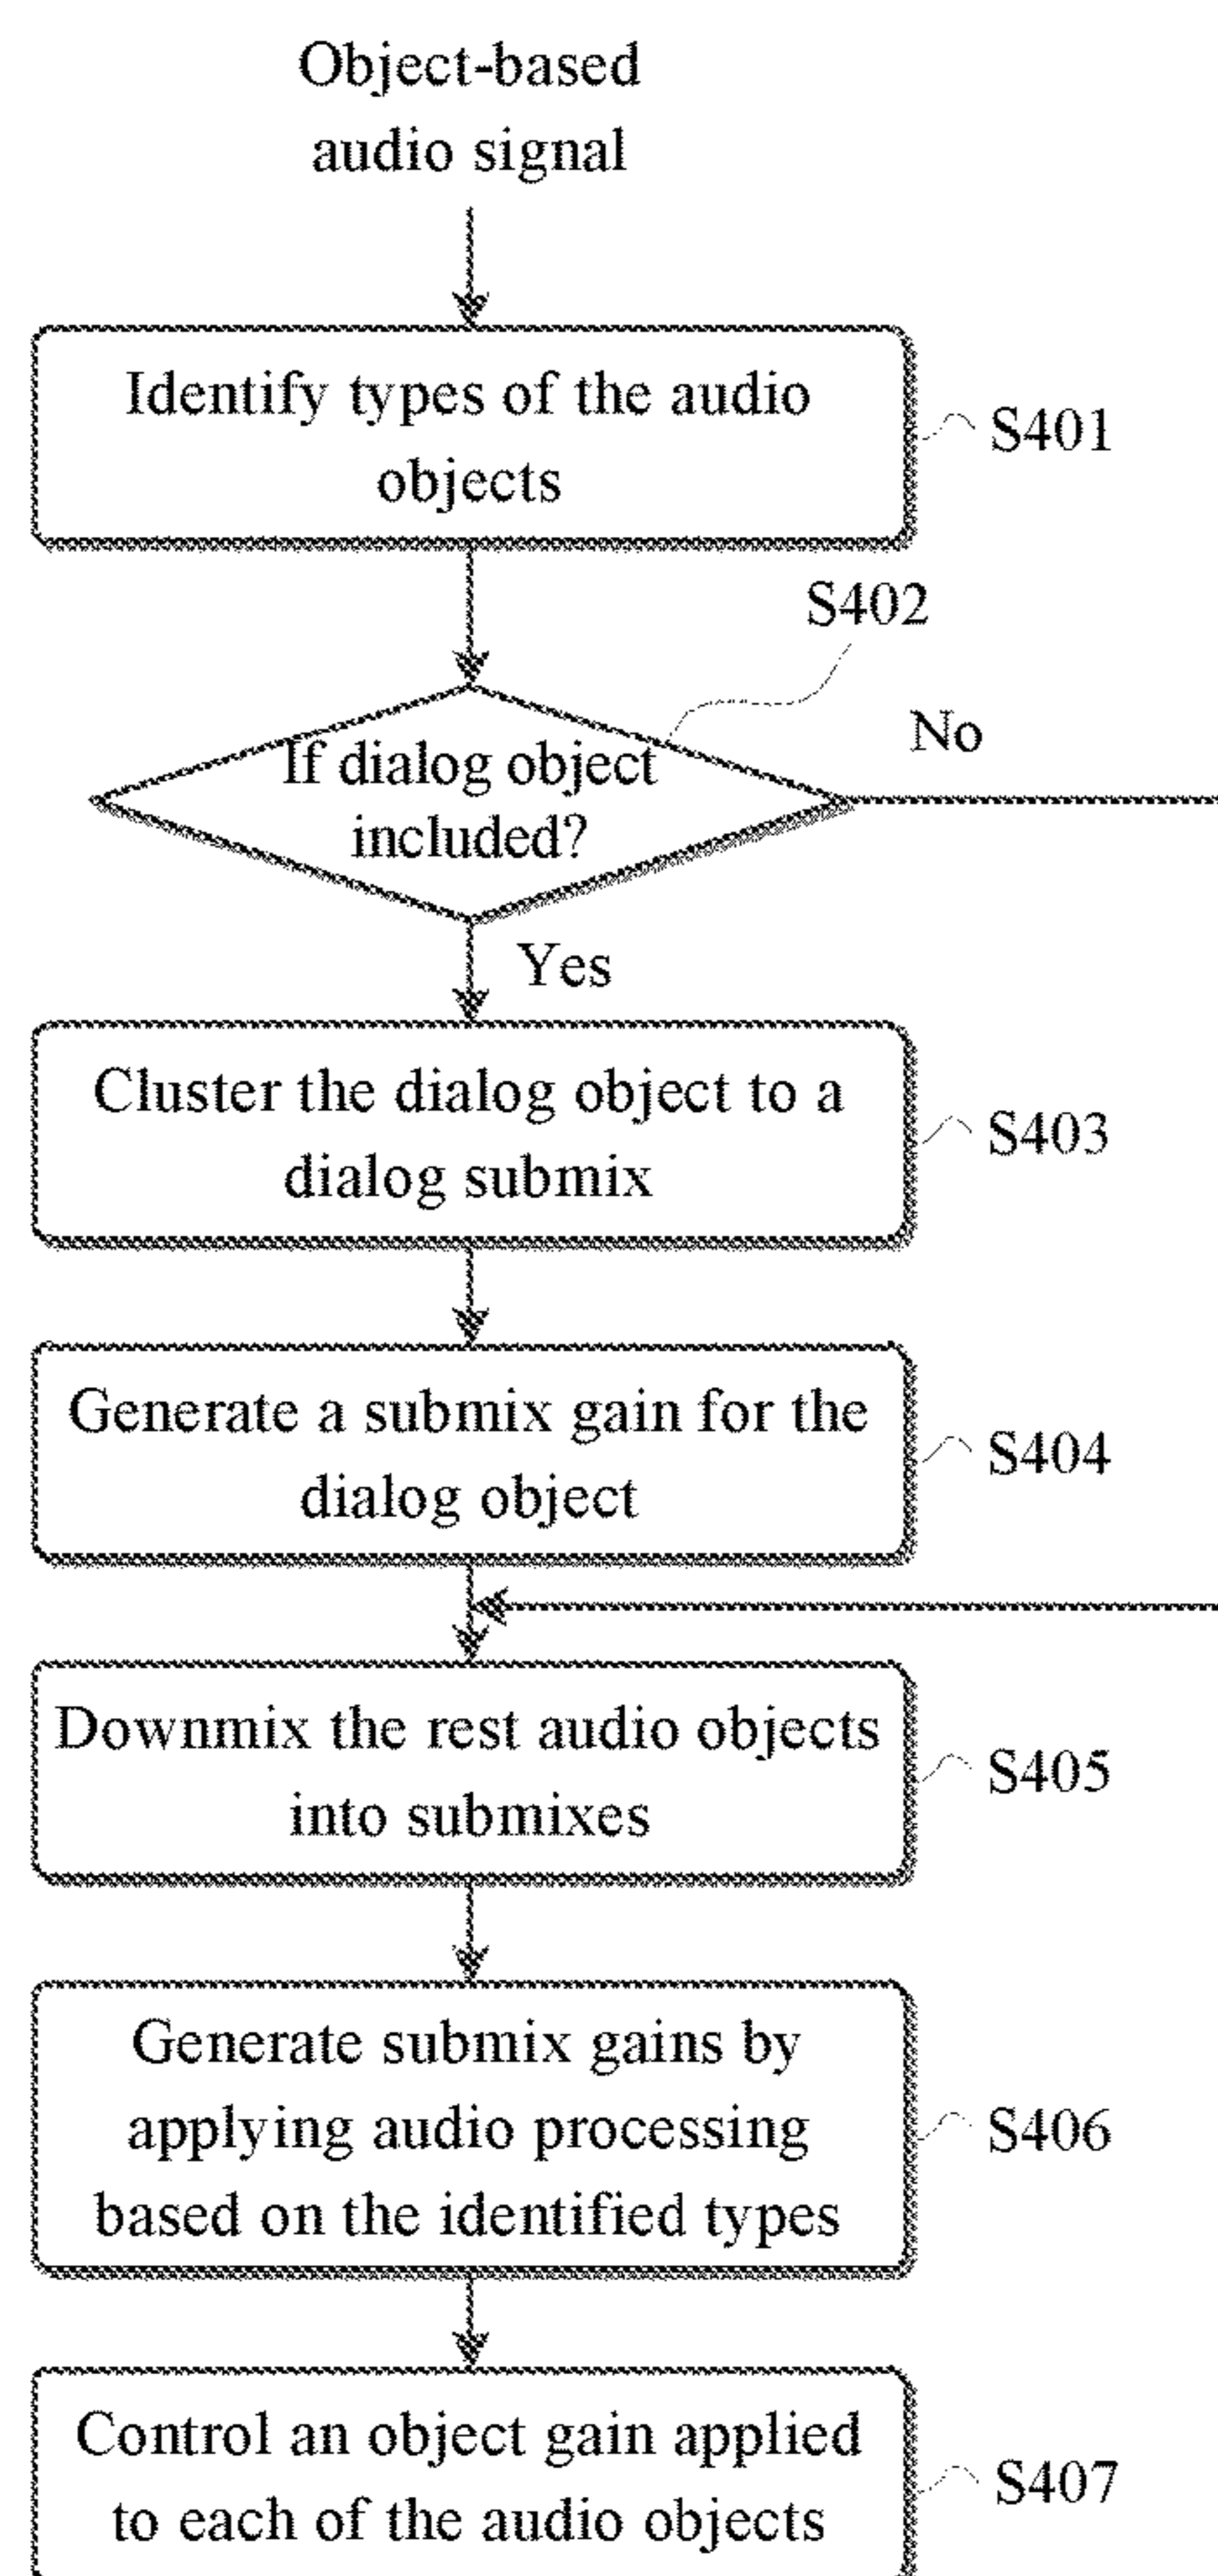 Object-based
audio signal
Identify types of the audio
objects
S401
S402
If dialog object
included?
No
Yes
Cluster the dialog object to a
dialog submix
S403
Generate a submix gain for the
dialog object
S404
Downmix the rest audio objects
into submixes
S405
Generate submix gains by
applying audio processing
based on the identified types
S406
Control an object gain applied
to each of the audio objects
S407